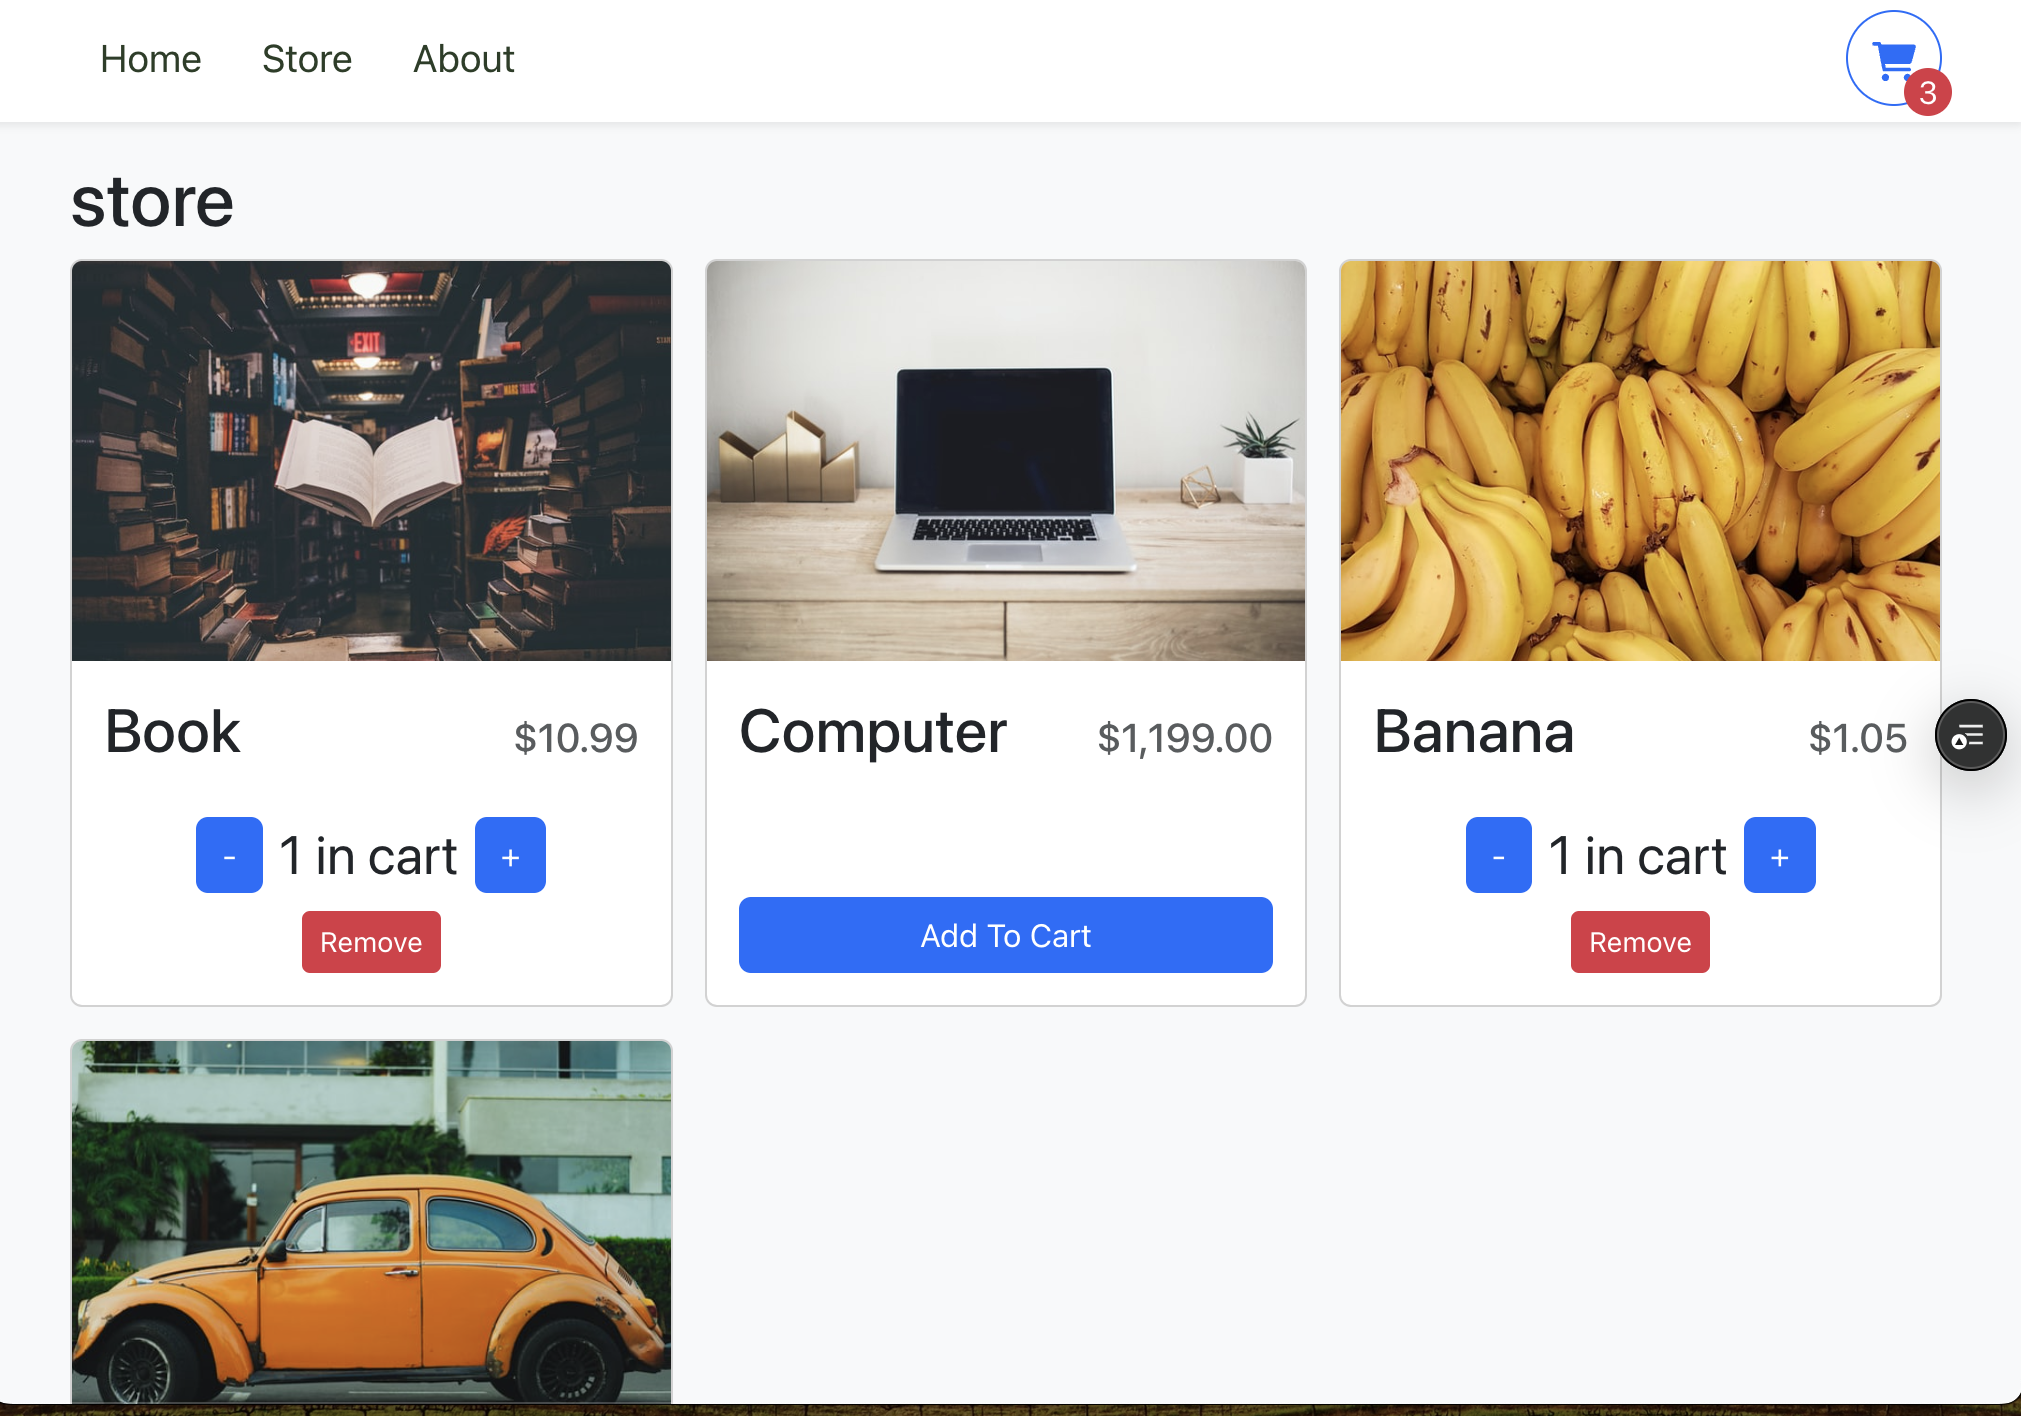 Home Store About
3
store
EXIT
Book $10.99
Computer $1,199.00
Banana $1.05
- 1 in cart +
- 1 in cart +
Add To Cart
Remove
Remove